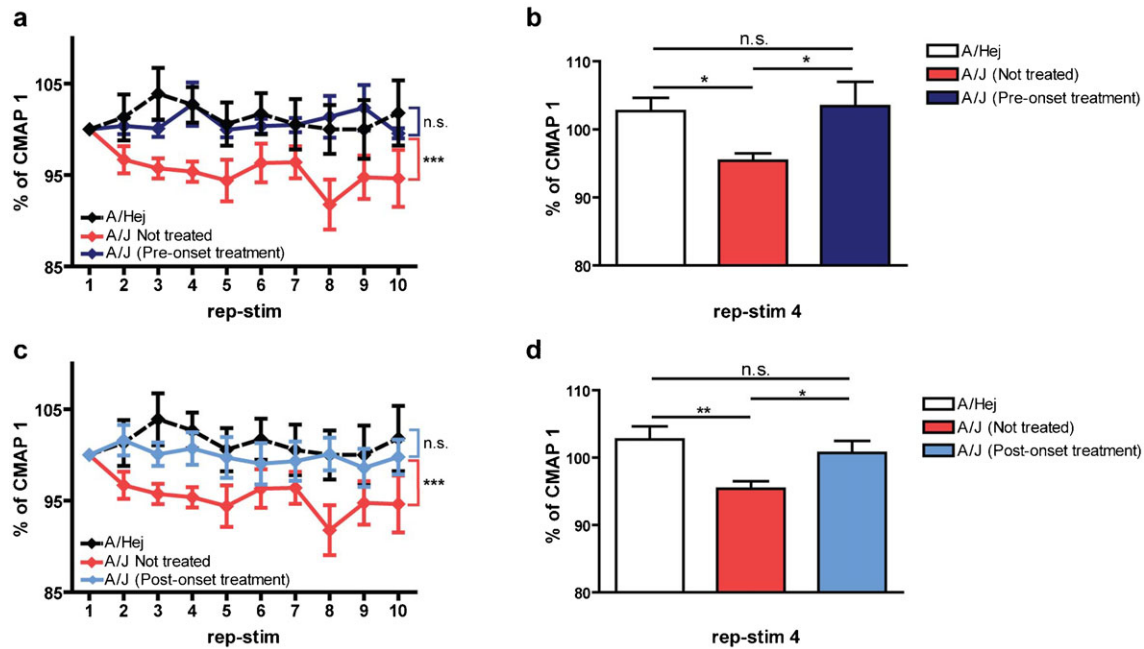 a
% of CMAP 1
105
95
85
n.s.
***
A/Hej
A/J Not treated
A/J (Pre-onset treatment)
1 2 3 4 5 6 7 8 9 10
rep-stim
b
% of CMAP 1
110
100
90
80
n.s.
* *
rep-stim 4
A/Hej
A/J (Not treated)
A/J (Pre-onset treatment)
c
% of CMAP 1
105
95
85
n.s.
***
A/Hej
A/J Not treated
A/J (Post-onset treatment)
1 2 3 4 5 6 7 8 9 10
rep-stim
d
% of CMAP 1
110
100
90
80
n.s.
** *
rep-stim 4
A/Hej
A/J (Not treated)
A/J (Post-onset treatment)